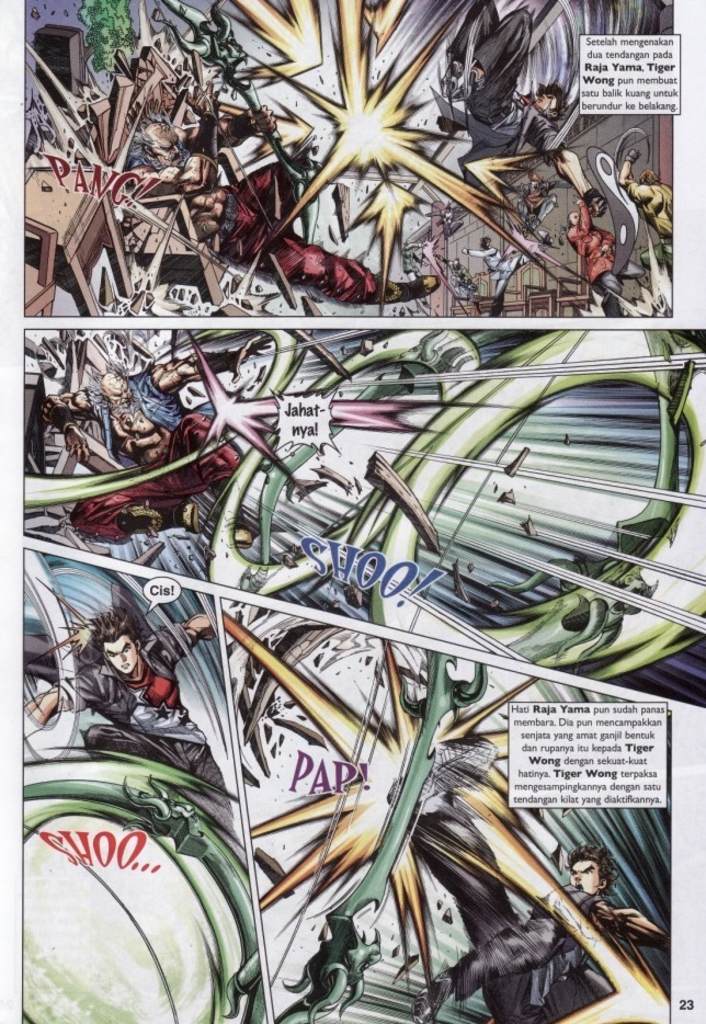 Setelah mengenakan
dua tendangan pada
Raja Yama, Tiger
Wong pun membuat
satu balik kuang untuk
berundur ke belakang.
PANG!
Jahat-
nya!
SHOO!
Cis!
SHOO...
PAP!
Hati Raja Yama pun sudah panas
membara. Dia pun mencampakkan
senjata yang amat ganjil bentuk
dan rupanya itu kepada Tiger
Wong dengan sekuat-kuat
hatinya. Tiger Wong terpaksa
mengesampingkannya dengan satu
tendangan kilat yang diaktifkannya.
23